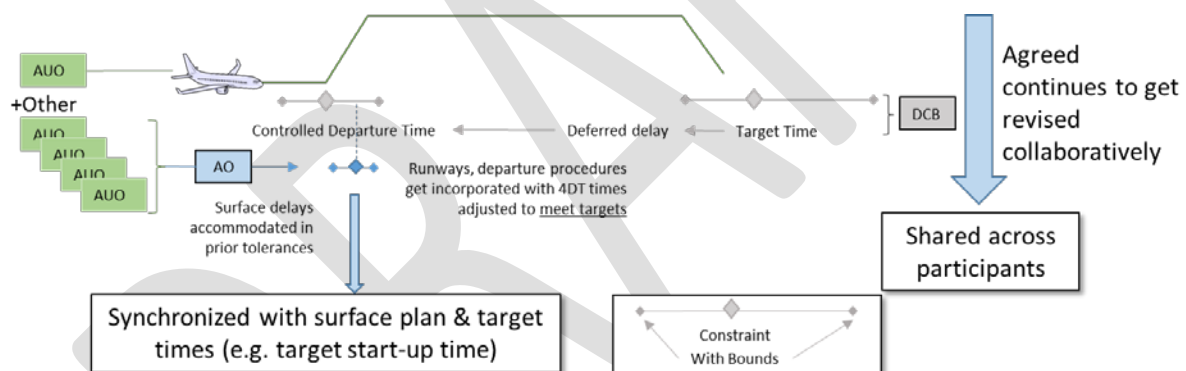 AUO
+Other
AUO
AUO
AUO
AUO
AO
Controlled Departure Time
Deferred delay
Target Time
DCB
Agreed
continues to get
revised
collaboratively
Surface delays
accommodated in
prior tolerances
Runways, departure procedures
get incorporated with 4DT times
adjusted to meet targets
Shared across
participants
Synchronized with surface plan & target
times (e.g. target start-up time)
Constraint
With Bounds